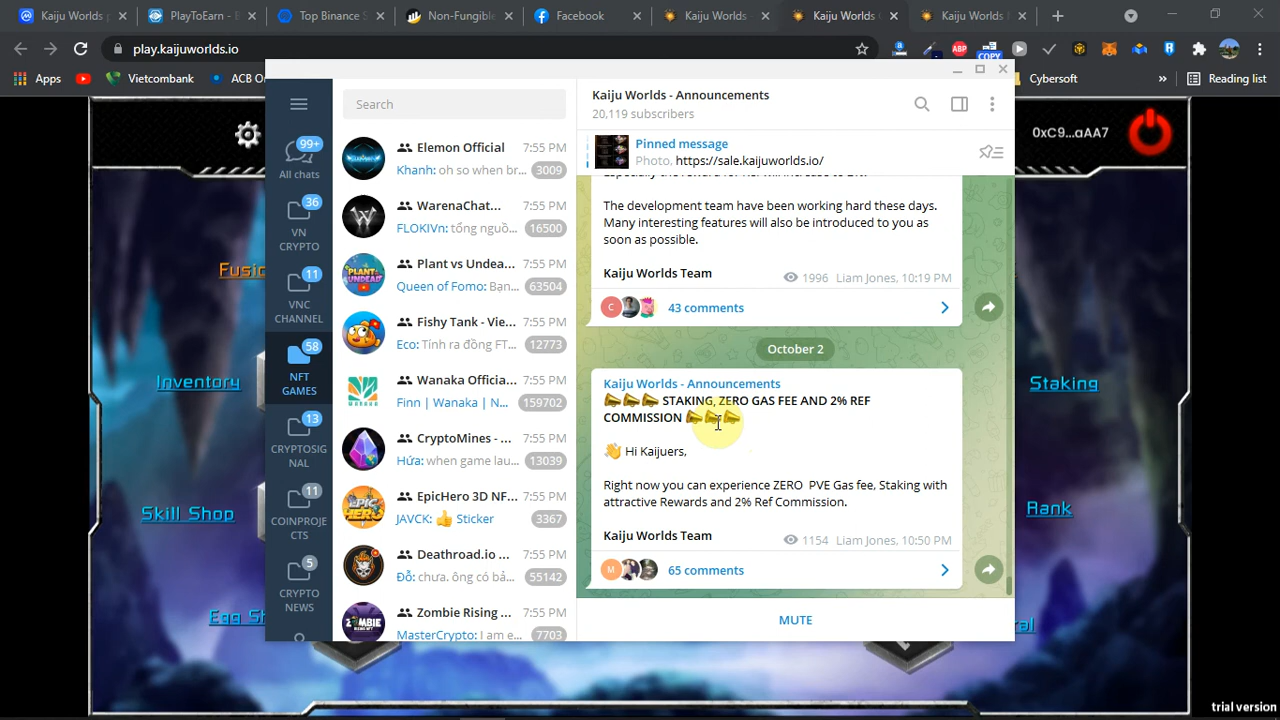 Kaiju Worlds p
PlayToEarn - E
Top Binance S
Non-Fungible
Facebook
Kaiju Worlds
Kaiju Worlds G
Kaiju Worlds
play.kaijuworlds.io
ABP
COPY
Apps
Vietcombank
ACB O
Cybersoft
Reading list
0xC9...aAA7
Fusio
Inventory
Skill Shop
Egg Sh
Staking
Rank
99+
All chats
36
VN
CRYPTO
11
VNC
CHANNEL
58
NFT
GAMES
13
CRYPTOSIG
NAL
11
COINPROJE
CTS
5
CRYPTO
NEWS
Search
Elemon Official 7:55 PM
Khanh: oh so when br... 3009
WarenaChat... 7:55 PM
FLOKIVn: tống nguồ... 16500
Plant vs Undea... 7:55 PM
Queen of Fomo: Bạn... 63504
Fishy Tank - Vie... 7:55 PM
Eco: Tính ra đồng FT... 12773
Wanaka Officia... 7:55 PM
Finn | Wanaka | N... 159702
CryptoMines - ... 7:55 PM
Hứa: when game lau... 13039
EpicHero 3D NF... 7:55 PM
JAVCK: 👍 Sticker 3367
Deathroad.io ... 7:55 PM
Đỗ: chưa. ông có bả... 55142
Zombie Rising ... 7:55 PM
MasterCrypto: I am e... 7703
Kaiju Worlds - Announcements
20,119 subscribers
Pinned message
Photo, https://sale.kaijuworlds.io/
The development team have been working hard these days.
Many interesting features will also be introduced to you as
soon as possible.
Kaiju Worlds Team
1996 Liam Jones, 10:19 PM
C
43 comments
October 2
Kaiju Worlds - Announcements
📣📣📣 STAKING, ZERO GAS FEE AND 2% REF
COMMISSION 📣📣📣
👋 Hi Kaijuers,
Right now you can experience ZERO PVE Gas fee, Staking with
attractive Rewards and 2% Ref Commission.
Kaiju Worlds Team
1154 Liam Jones, 10:50 PM
M
65 comments
MUTE
trial version